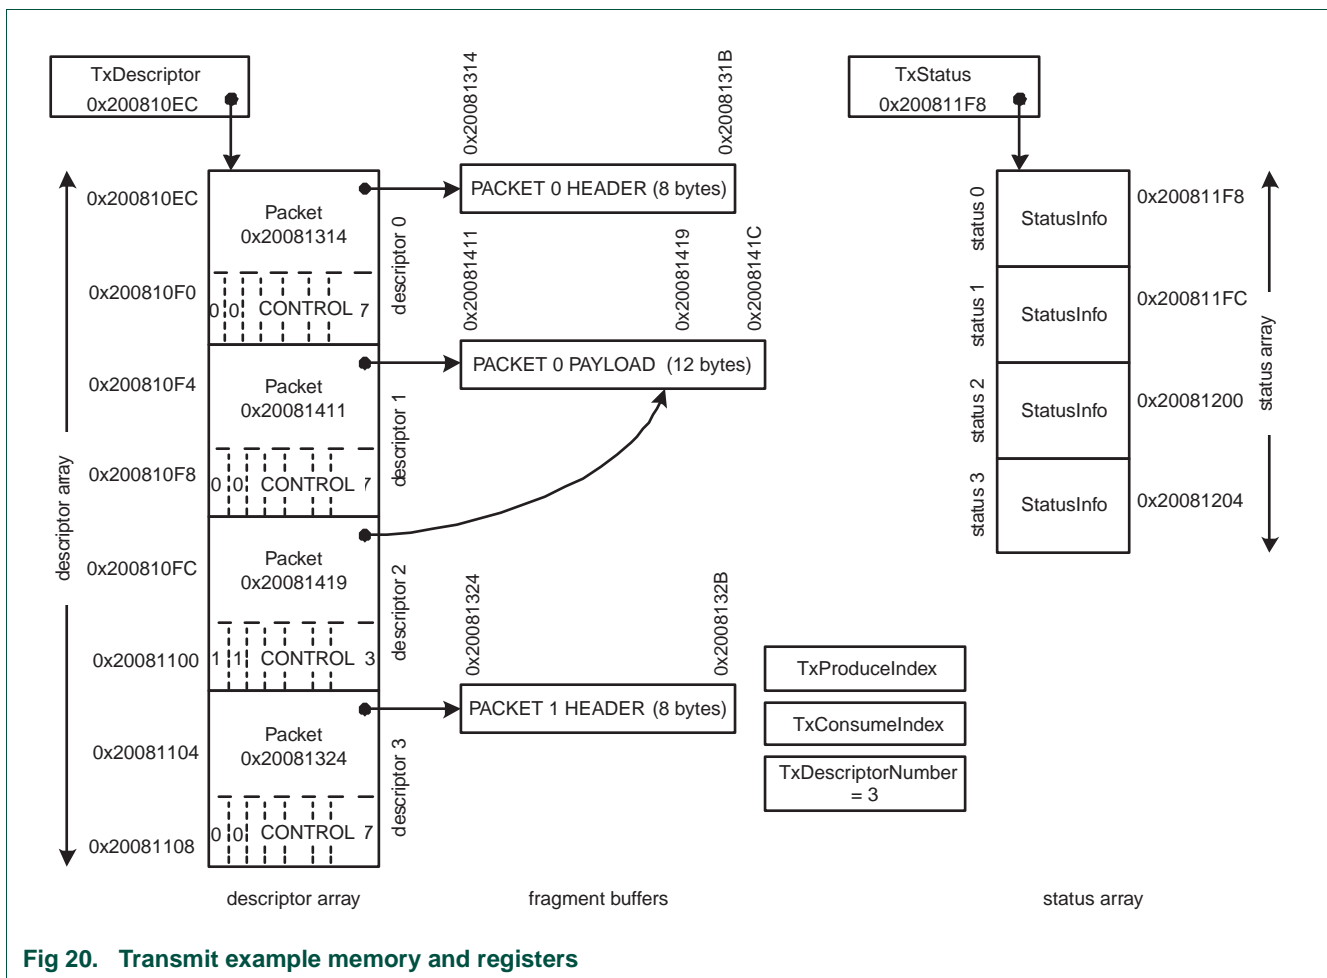 TxDescriptor
0x200810EC
TxStatus
0x200811F8
0x20081314
0x2008131B
0x200810EC
Packet
0x20081314
descriptor 0
PACKET 0 HEADER (8 bytes)
0x200810F0
0 0 CONTROL 7
0x20081411
0x20081419
0x2008141C
0x200810F4
Packet
0x20081411
descriptor 1
PACKET 0 PAYLOAD (12 bytes)
0x200810F8
0 0 CONTROL 7
descriptor array
0x200810FC
Packet
0x20081419
descriptor 2
0x20081100
1 1 CONTROL 3
0x20081324
0x2008132B
0x20081104
Packet
0x20081324
descriptor 3
PACKET 1 HEADER (8 bytes)
0x20081108
0 0 CONTROL 7
status 0
StatusInfo
0x200811F8
status 1
StatusInfo
0x200811FC
status 2
StatusInfo
0x20081200
status 3
StatusInfo
0x20081204
status array
TxProduceIndex
TxConsumeIndex
TxDescriptorNumber
= 3
descriptor array
fragment buffers
status array
Fig 20. Transmit example memory and registers